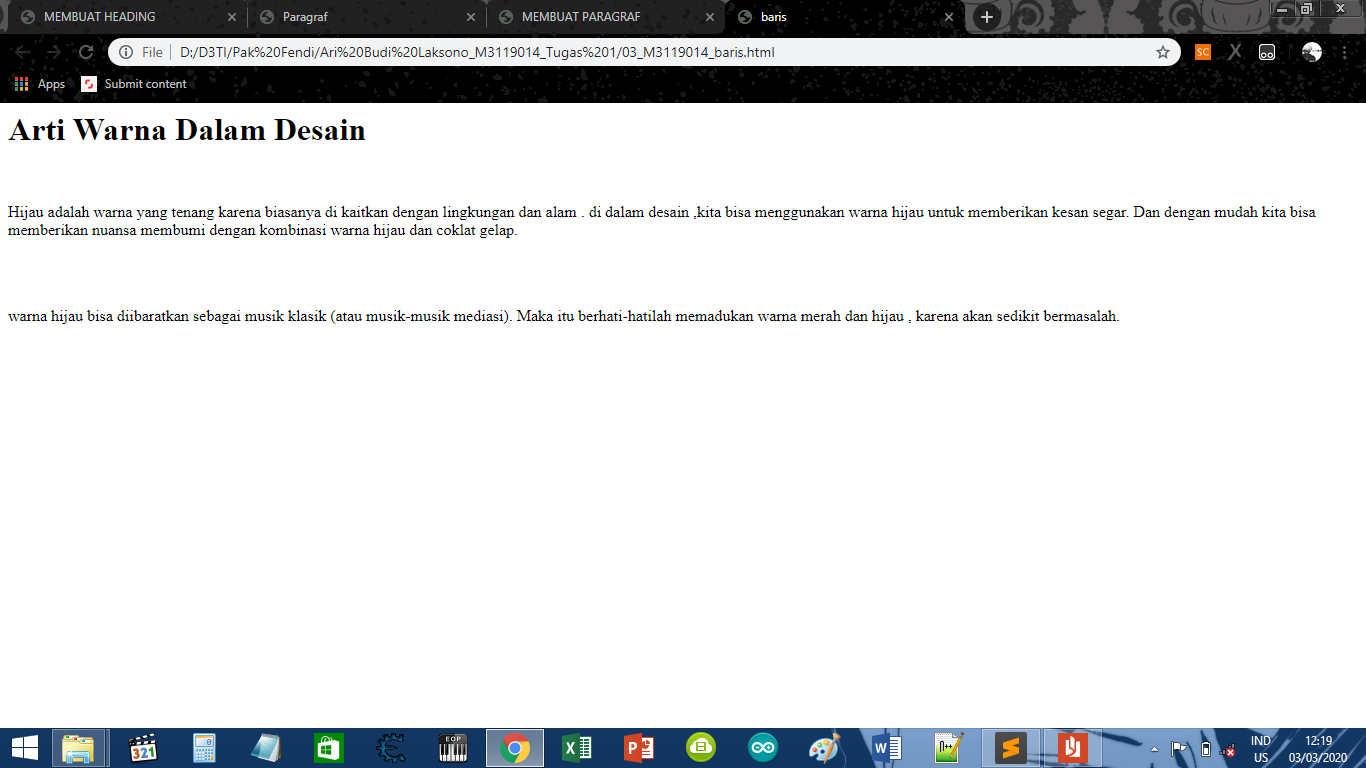 MEMBUAT HEADING
Paragraf
MEMBUAT PARAGRAF
baris
File
D:/D3TI/Pak%20Fendi/Ari%20Budi%20Laksono_M3119014_Tugas%201/03_M3119014_baris.html
SC
Apps
Submit content
Arti Warna Dalam Desain
Hijau adalah warna yang tenang karena biasanya di kaitkan dengan lingkungan dan alam . di dalam desain ,kita bisa menggunakan warna hijau untuk memberikan kesan segar. Dan dengan mudah kita bisa
memberikan nuansa membumi dengan kombinasi warna hijau dan coklat gelap.
warna hijau bisa diibaratkan sebagai musik klasik (atau musik-musik mediasi). Maka itu berhati-hatilah memadukan warna merah dan hijau , karena akan sedikit bermasalah.
321
EOP
IND
US
12:19
03/03/2020